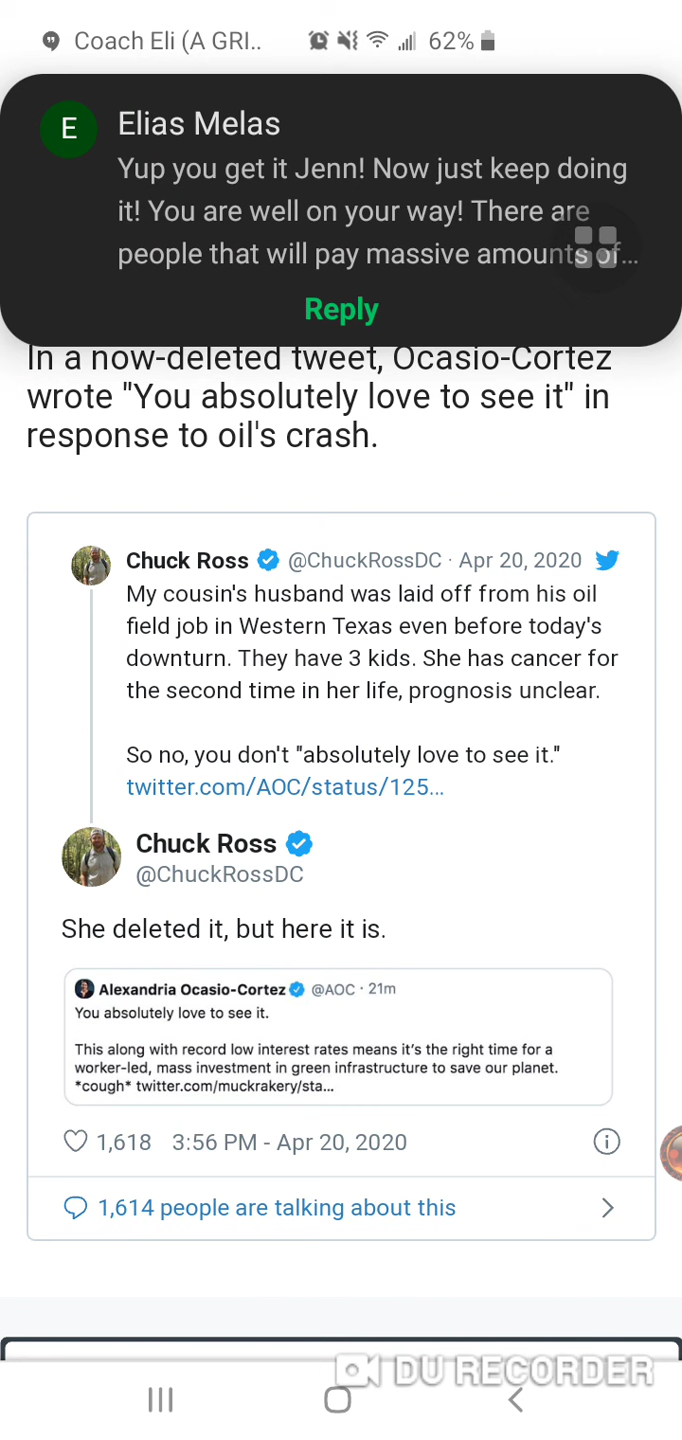 Coach Eli (A GRI.. 62%
E
Elias Melas
Yup you get it Jenn! Now just keep doing
it! You are well on your way! There are
people that will pay massive amounts of...
Reply
In a now-deleted tweet, Ocasio-Cortez
wrote "You absolutely love to see it" in
response to oil's crash.
Chuck Ross @ChuckRossDC · Apr 20, 2020
My cousin's husband was laid off from his oil
field job in Western Texas even before today's
downturn. They have 3 kids. She has cancer for
the second time in her life, prognosis unclear.
So no, you don't "absolutely love to see it."
twitter.com/AOC/status/125...
Chuck Ross
@ChuckRossDC
She deleted it, but here it is.
Alexandria Ocasio-Cortez @AOC · 21m
You absolutely love to see it.
This along with record low interest rates means it's the right time for a
worker-led, mass investment in green infrastructure to save our planet.
*cough* twitter.com/muckrakery/sta...
1,618 3:56 PM - Apr 20, 2020
1,614 people are talking about this
DU RECORDER